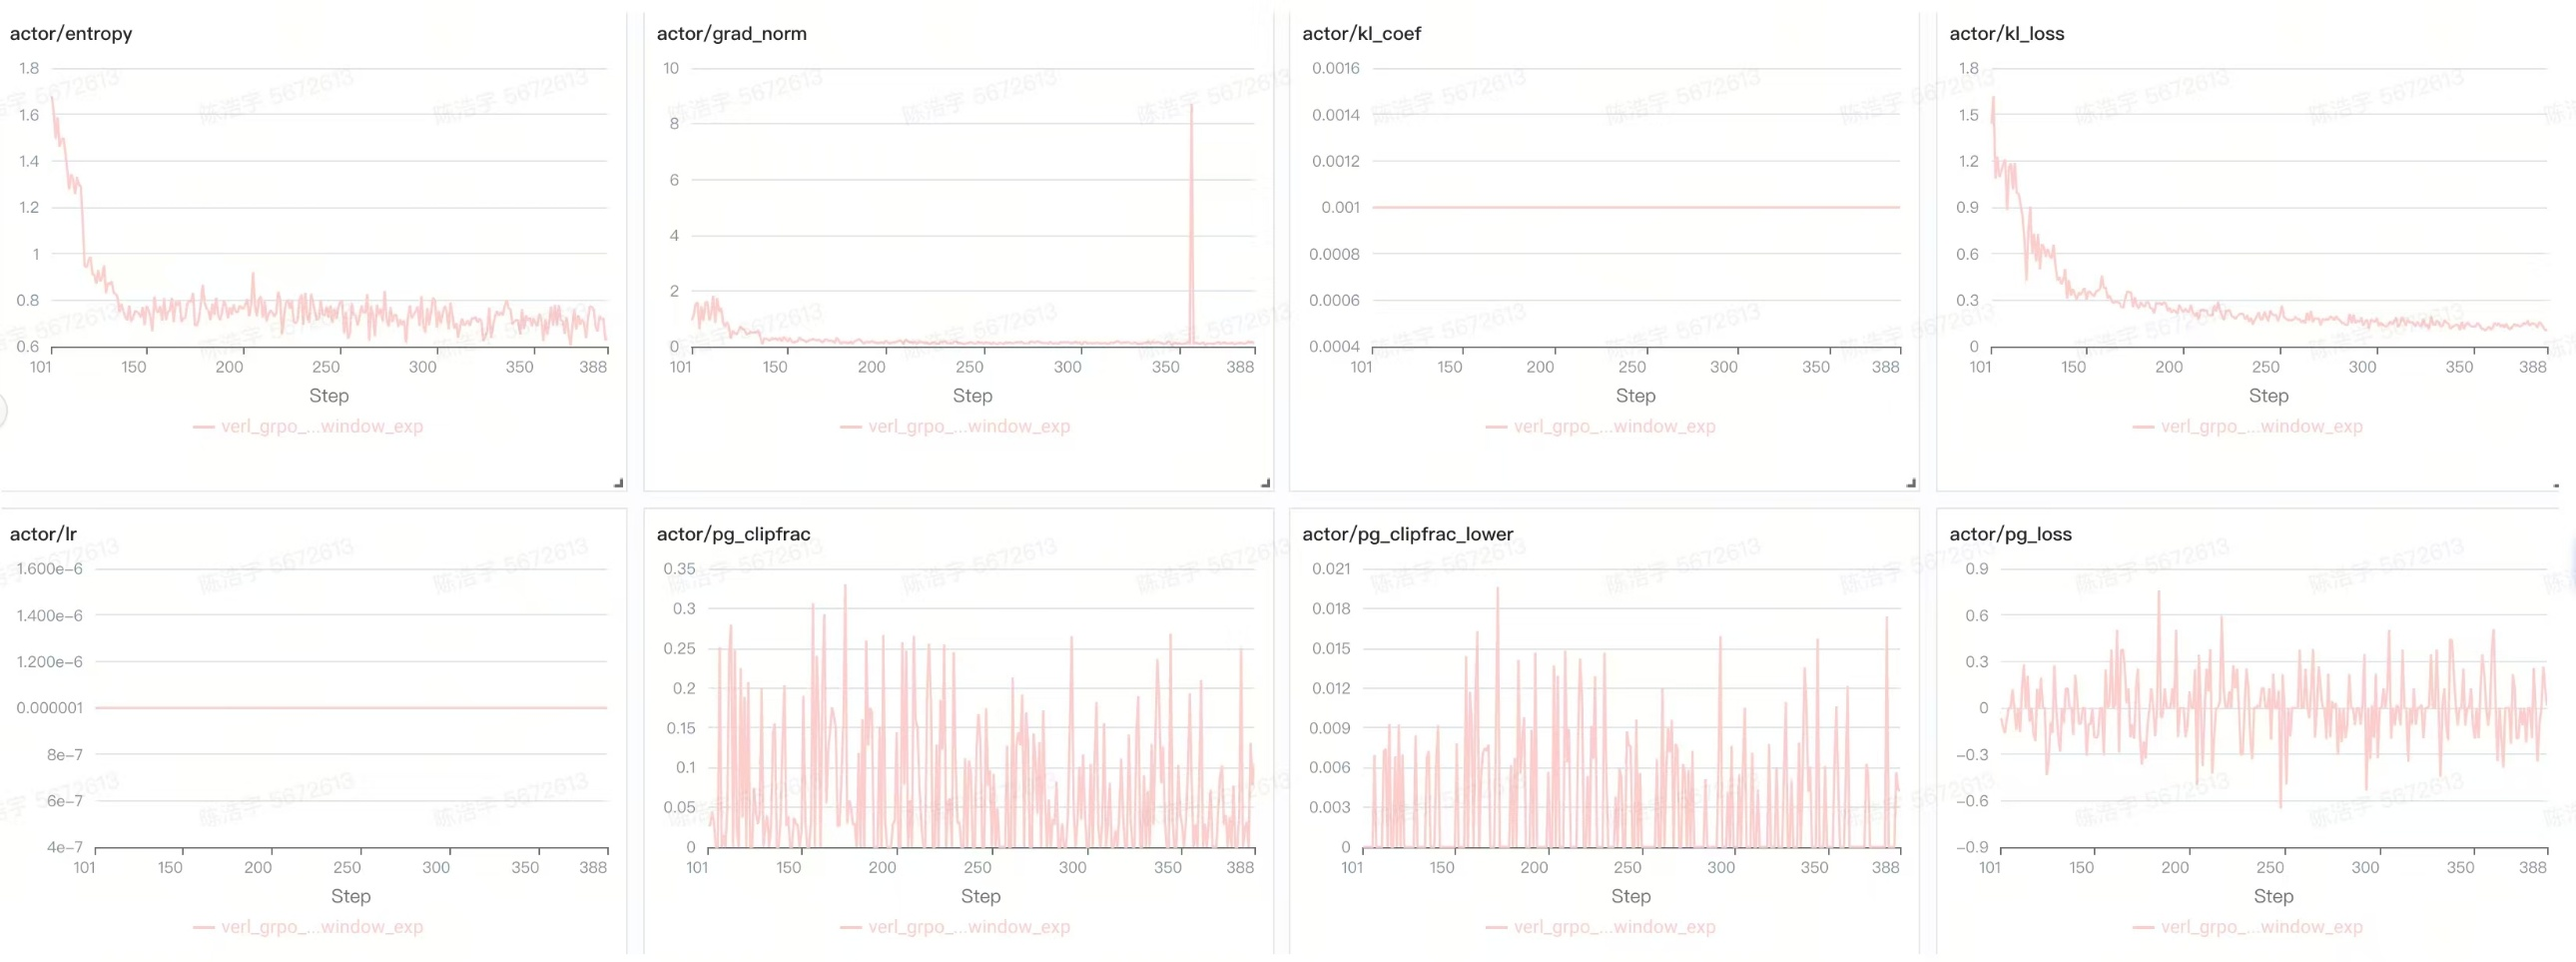 actor/entropy
1.8
1.6
1.4
1.2
1
0.8
0.6
101 150 200 250 300 350 388
Step
verl_grpo_...window_exp
actor/grad_norm
10
8
6
4
2
0
101 150 200 250 300 350 388
Step
verl_grpo_...window_exp
actor/kl_coef
0.0016
0.0014
0.0012
0.001
0.0008
0.0006
0.0004
101 150 200 250 300 350 388
Step
verl_grpo_...window_exp
actor/kl_loss
1.8
1.5
1.2
0.9
0.6
0.3
0
101 150 200 250 300 350 388
Step
verl_grpo_...window_exp
actor/lr
1.600e-6
1.400e-6
1.200e-6
0.000001
8e-7
6e-7
4e-7
101 150 200 250 300 350 388
Step
verl_grpo_...window_exp
actor/pg_clipfrac
0.35
0.3
0.25
0.2
0.15
0.1
0.05
0
101 150 200 250 300 350 388
Step
verl_grpo_...window_exp
actor/pg_clipfrac_lower
0.021
0.018
0.015
0.012
0.009
0.006
0.003
0
101 150 200 250 300 350 388
Step
verl_grpo_...window_exp
actor/pg_loss
0.9
0.6
0.3
0
-0.3
-0.6
-0.9
101 150 200 250 300 350 388
Step
verl_grpo_...window_exp
陈浩宇 5672613